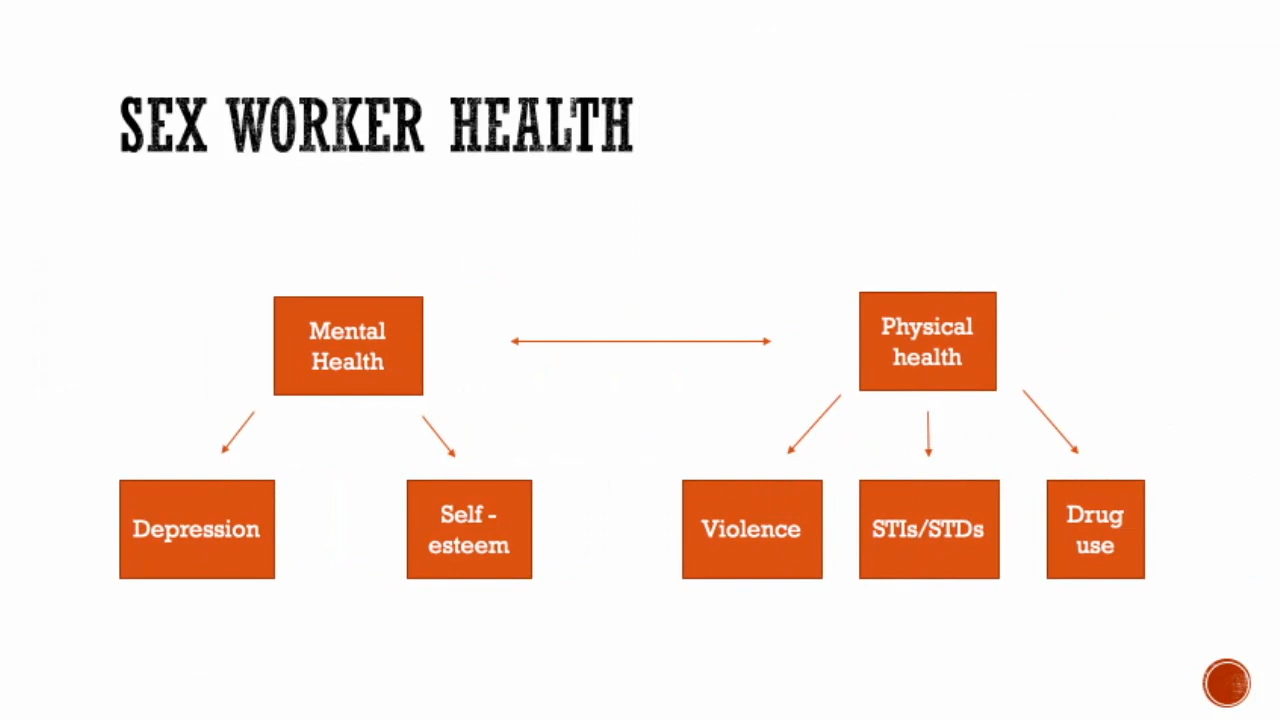 SEX WORKER HEALTH
Mental
Health
Physical
health
Depression
Self -
esteem
Violence
STIs/STDs
Drug
use